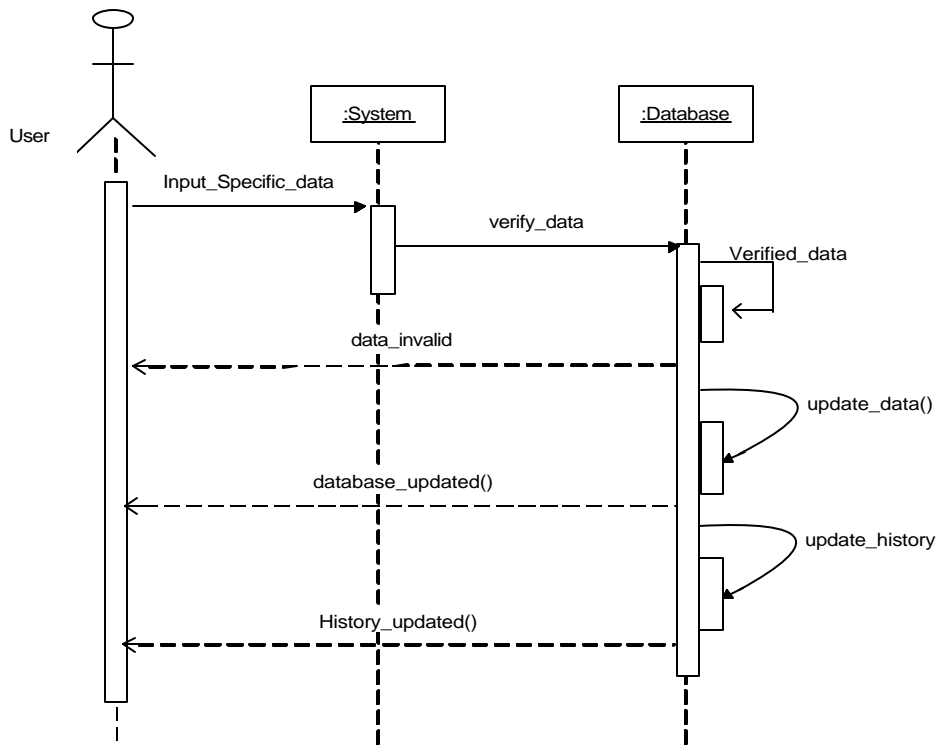 User
:System
:Database
Input_Specific_data
verify_data
Verified_data
data_invalid
update_data()
database_updated()
update_history
History_updated()